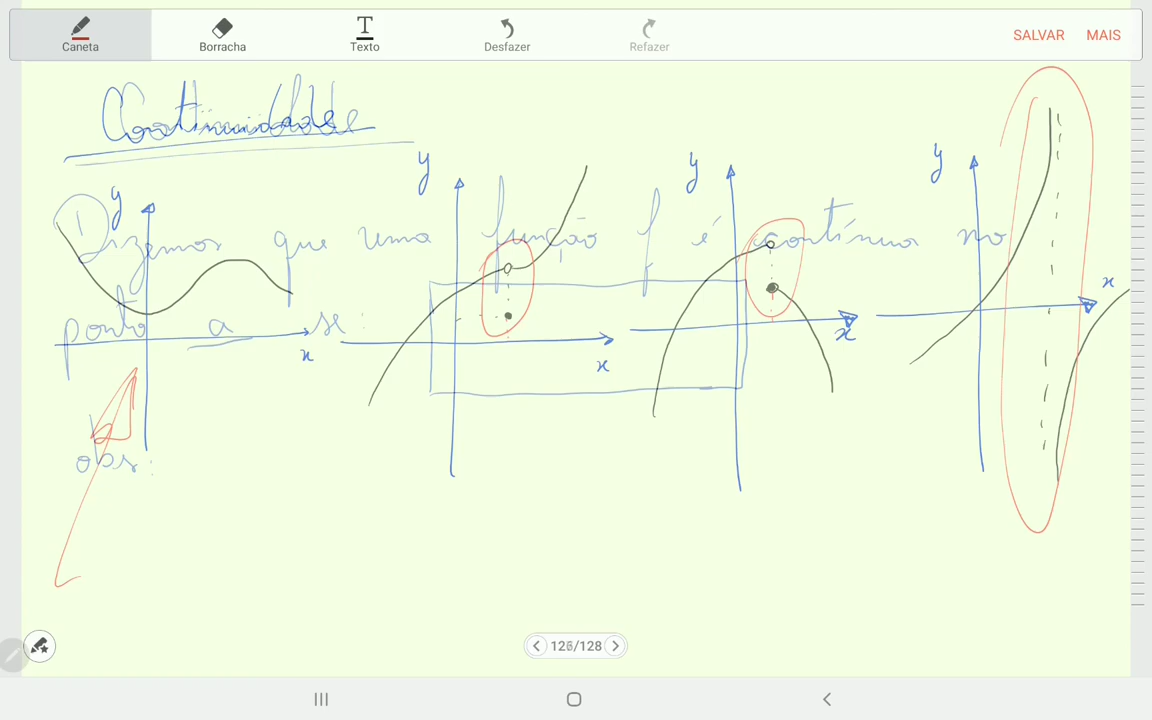 Caneta Borracha Texto Desfazer Refazer SALVAR MAIS
Continuidade
y y y y
Dizemos que uma função f é contínua no
ponto a se:
x x x x
obs:
126/128